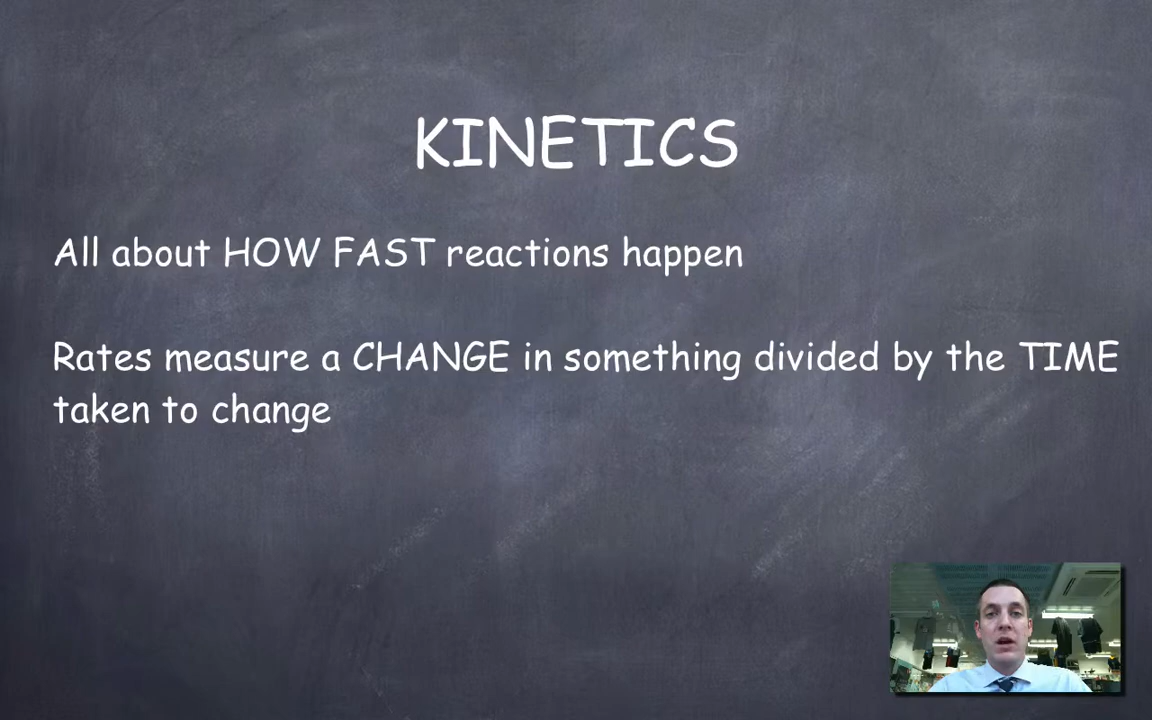 KINETICS
All about HOW FAST reactions happen
Rates measure a CHANGE in something divided by the TIME
taken to change